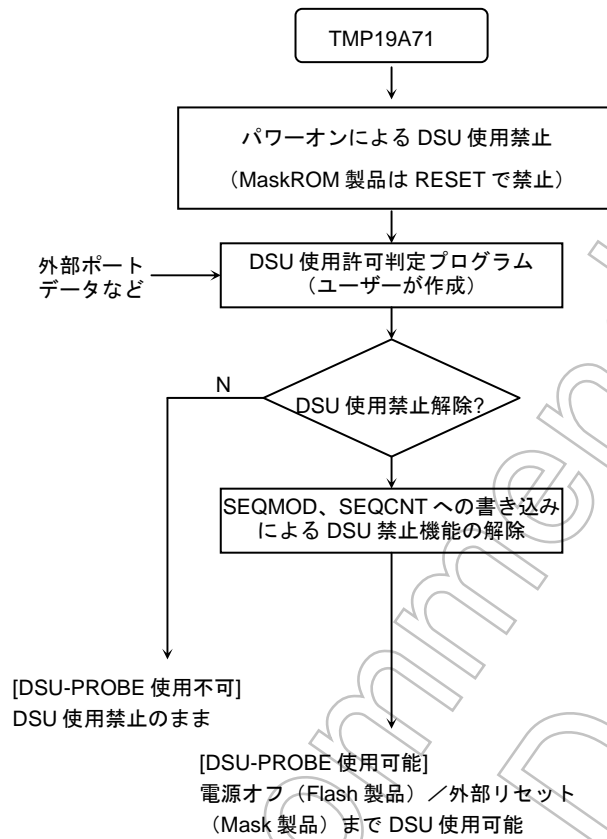 TMP19A71
パワーオンによる DSU 使用禁止
（MaskROM 製品は RESET で禁止）
外部ポート
データなど
DSU 使用許可判定プログラム
（ユーザーが作成）
N
DSU 使用禁止解除?
SEQMOD、SEQCNT への書き込み
による DSU 禁止機能の解除
[DSU-PROBE 使用不可]
DSU 使用禁止のまま
[DSU-PROBE 使用可能]
電源オフ（Flash 製品）／外部リセット
（Mask 製品）まで DSU 使用可能